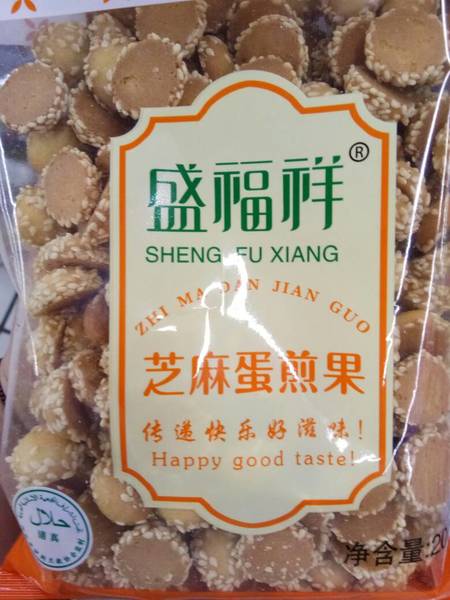 盛福祥®
SHENG FU XIANG
ZHI MA DAN JIAN GUO
芝麻蛋煎果
传递快乐好滋味!
Happy good taste!
حلال
清真
净含量:20